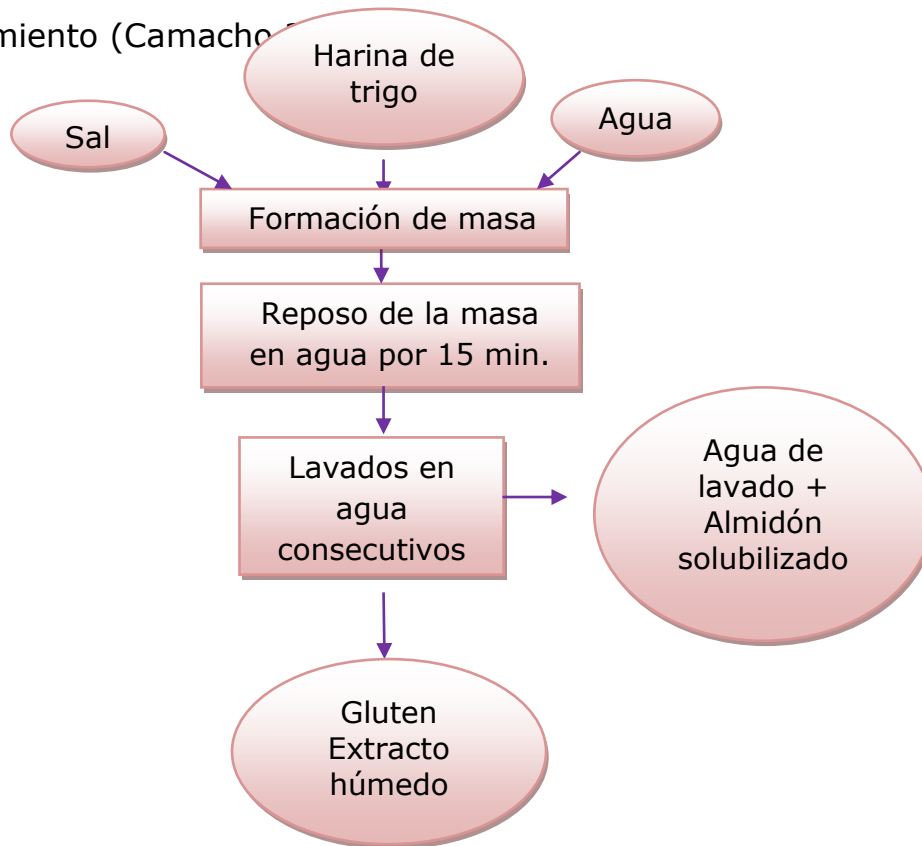 miento (Camacho
Harina de
trigo
Sal
Agua
Formación de masa
Reposo de la masa
en agua por 15 min.
Lavados en
agua
consecutivos
Agua de
lavado +
Almidón
solubilizado
Gluten
Extracto
húmedo